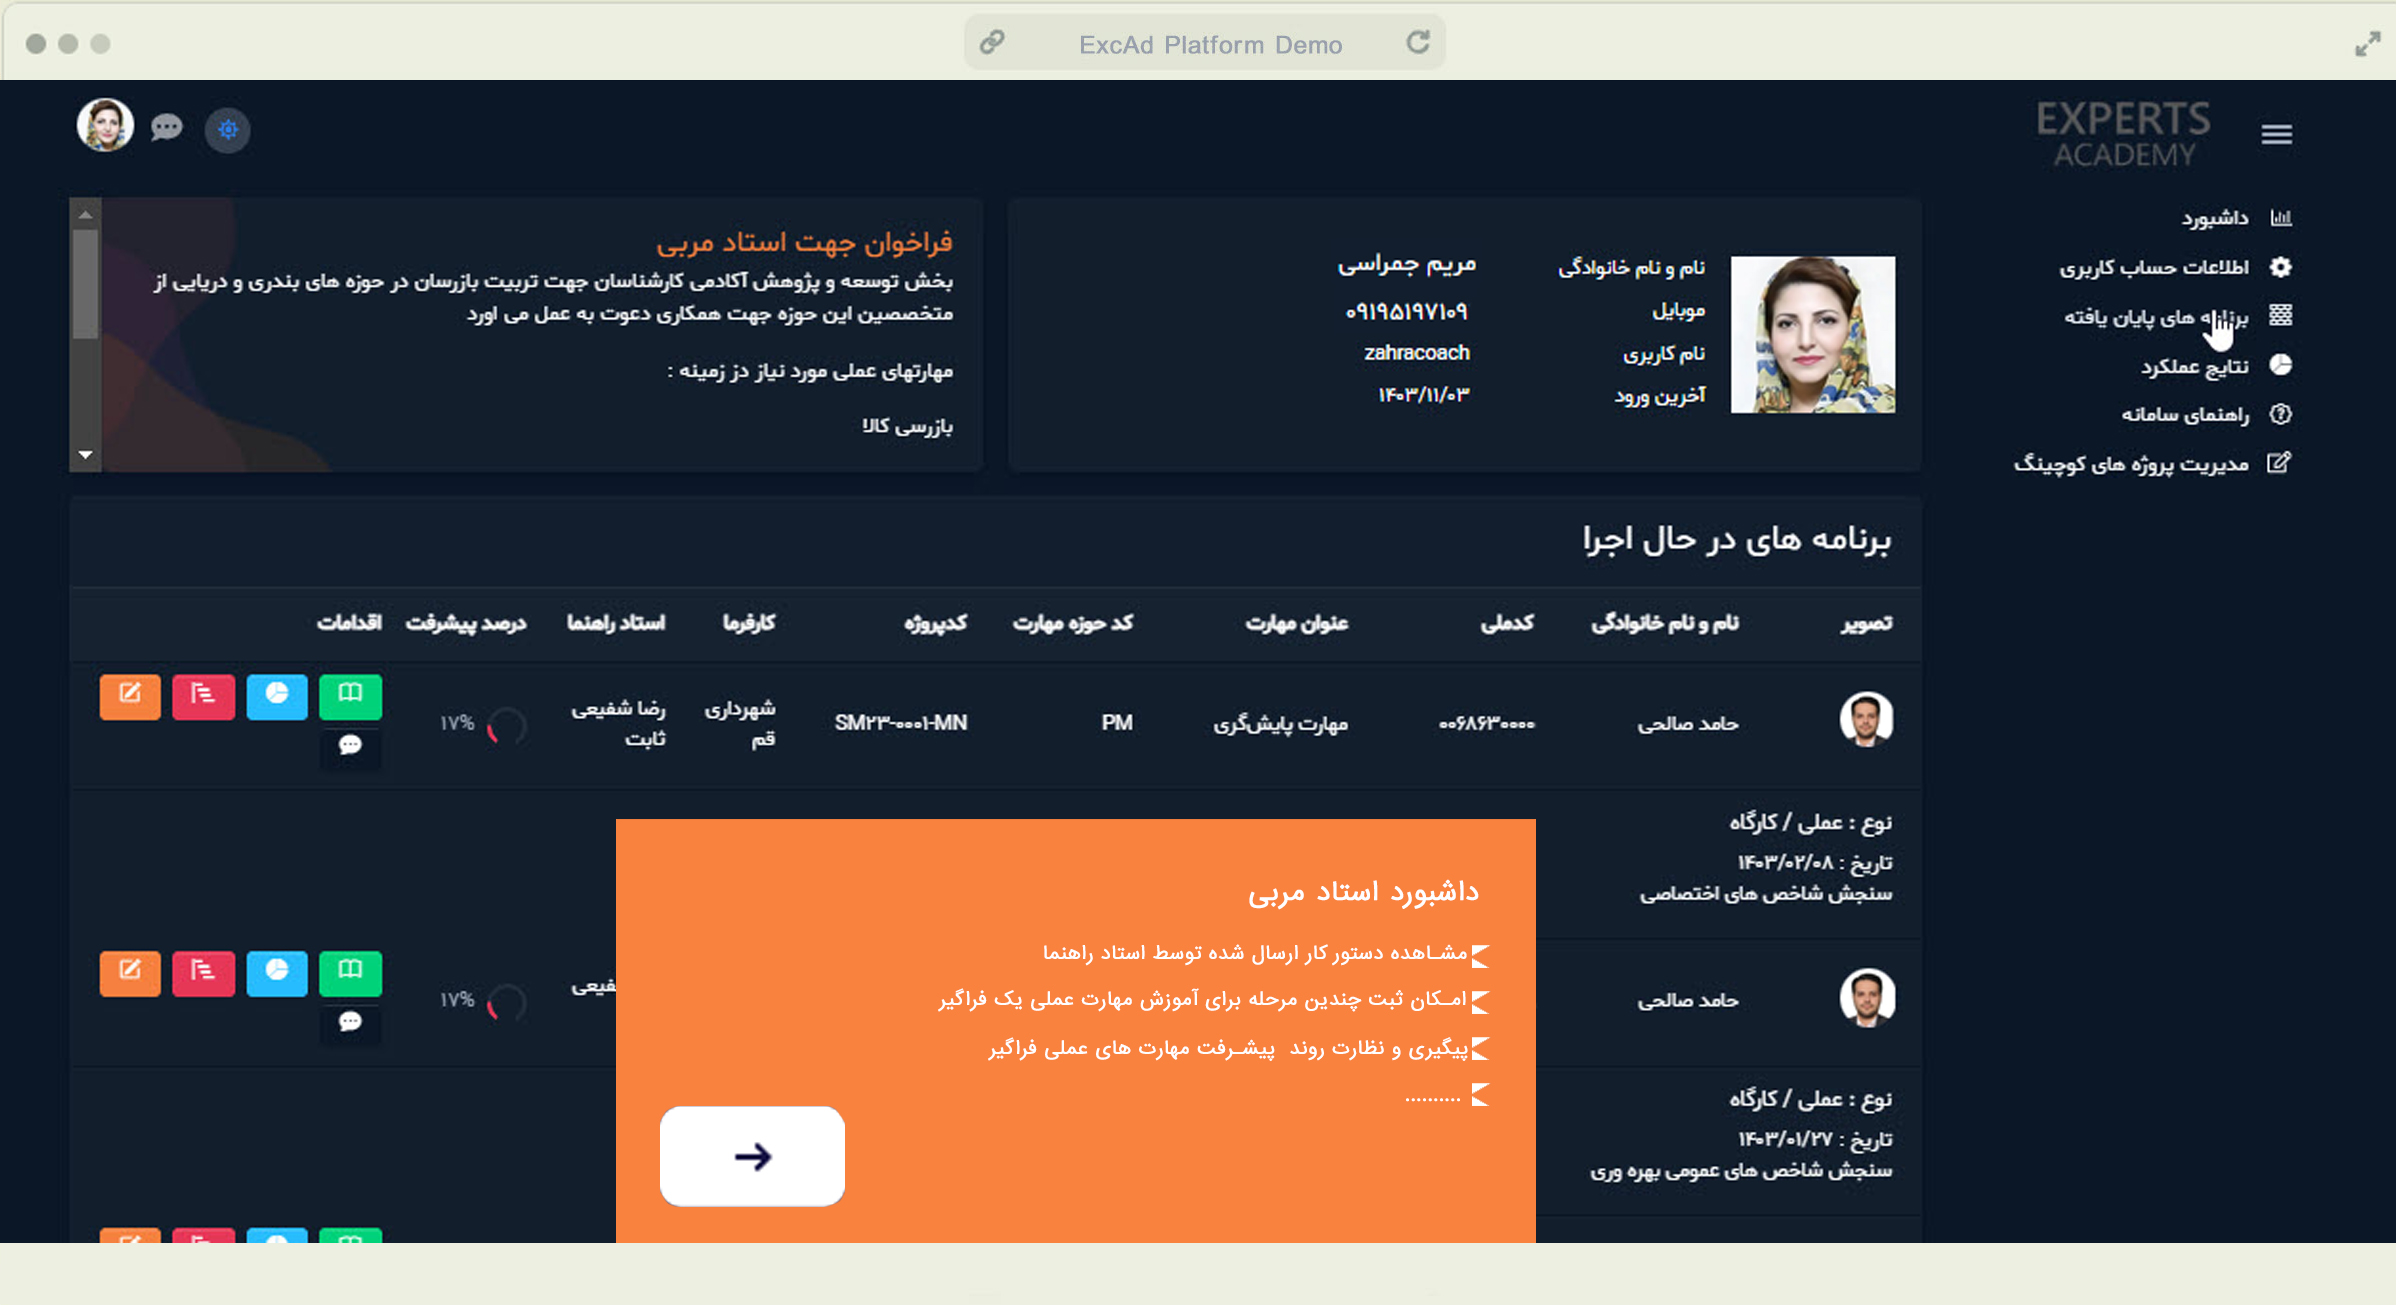 ExcAd Platform Demo
EXPERTS
ACADEMY
داشبورد
اطلاعات حساب کاربری
برنامه های پایان یافته
نتایج عملکرد
راهنمای سامانه
مدیریت پروژه های کوچینگ
نام و نام خانوادگی مریم جمراسی
موبایل ۰۹۱۹۵۱۹۷۱۰۹
نام کاربری zahracoach
آخرین ورود ۱۴۰۳/۱۱/۰۳
فراخوان جهت استاد مربی
بخش توسعه و پژوهش آکادمی کارشناسان جهت تربیت بازرسان در حوزه های بندری و دریایی از
متخصصین این حوزه جهت همکاری دعوت به عمل می اورد
مهارتهای عملی مورد نیاز دز زمینه :
بازرسی کالا
برنامه های در حال اجرا
تصویر نام و نام خانوادگی کدملی عنوان مهارت کد حوزه مهارت کدپروژه کارفرما استاد راهنما درصد پیشرفت اقدامات
حامد صالحی ۰۰۶۸۶۳۰۰۰۰ مهارت پایش‌گری PM SM۲۳-۰۰۰۱-MN شهرداری قم رضا شفیعی ثابت ۱۷%
نوع : عملی / کارگاه
تاریخ : ۱۴۰۳/۰۲/۰۸
سنجش شاخص های اختصاصی
حامد صالحی ۱۷%
نوع : عملی / کارگاه
تاریخ : ۱۴۰۳/۰۱/۲۷
سنجش شاخص های عمومی بهره وری
داشبورد استاد مربی
مشـاهده دستور کار ارسال شده توسط استاد راهنما
امـکان ثبت چندین مرحله برای آموزش مهارت عملی یک فراگیر
پیگیری و نظارت روند پیشـرفت مهارت های عملی فراگیر
..........